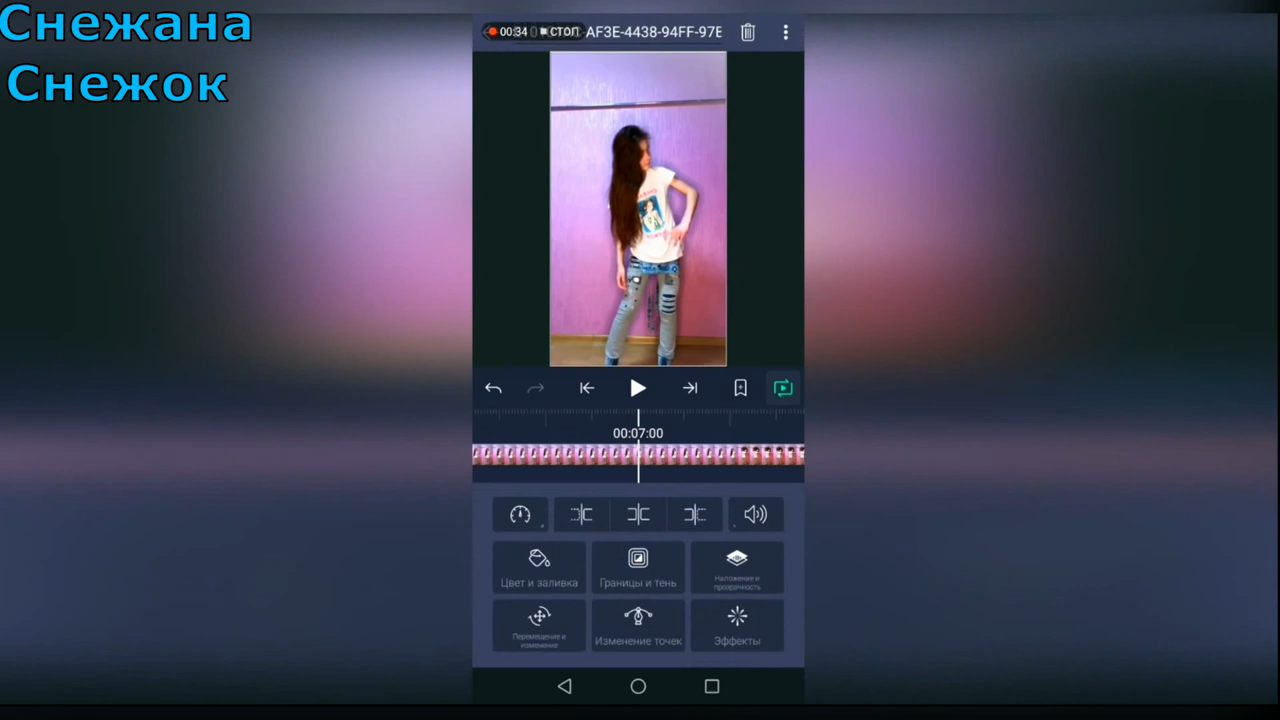 Снежана
Снежок
00:34
СТОП
AF3E-4438-94FF-97E
00:07:00
Цвет и заливка
Границы и тень
Наложение и
прозрачность
Перемещение и
изменение
Изменение точек
Эффекты